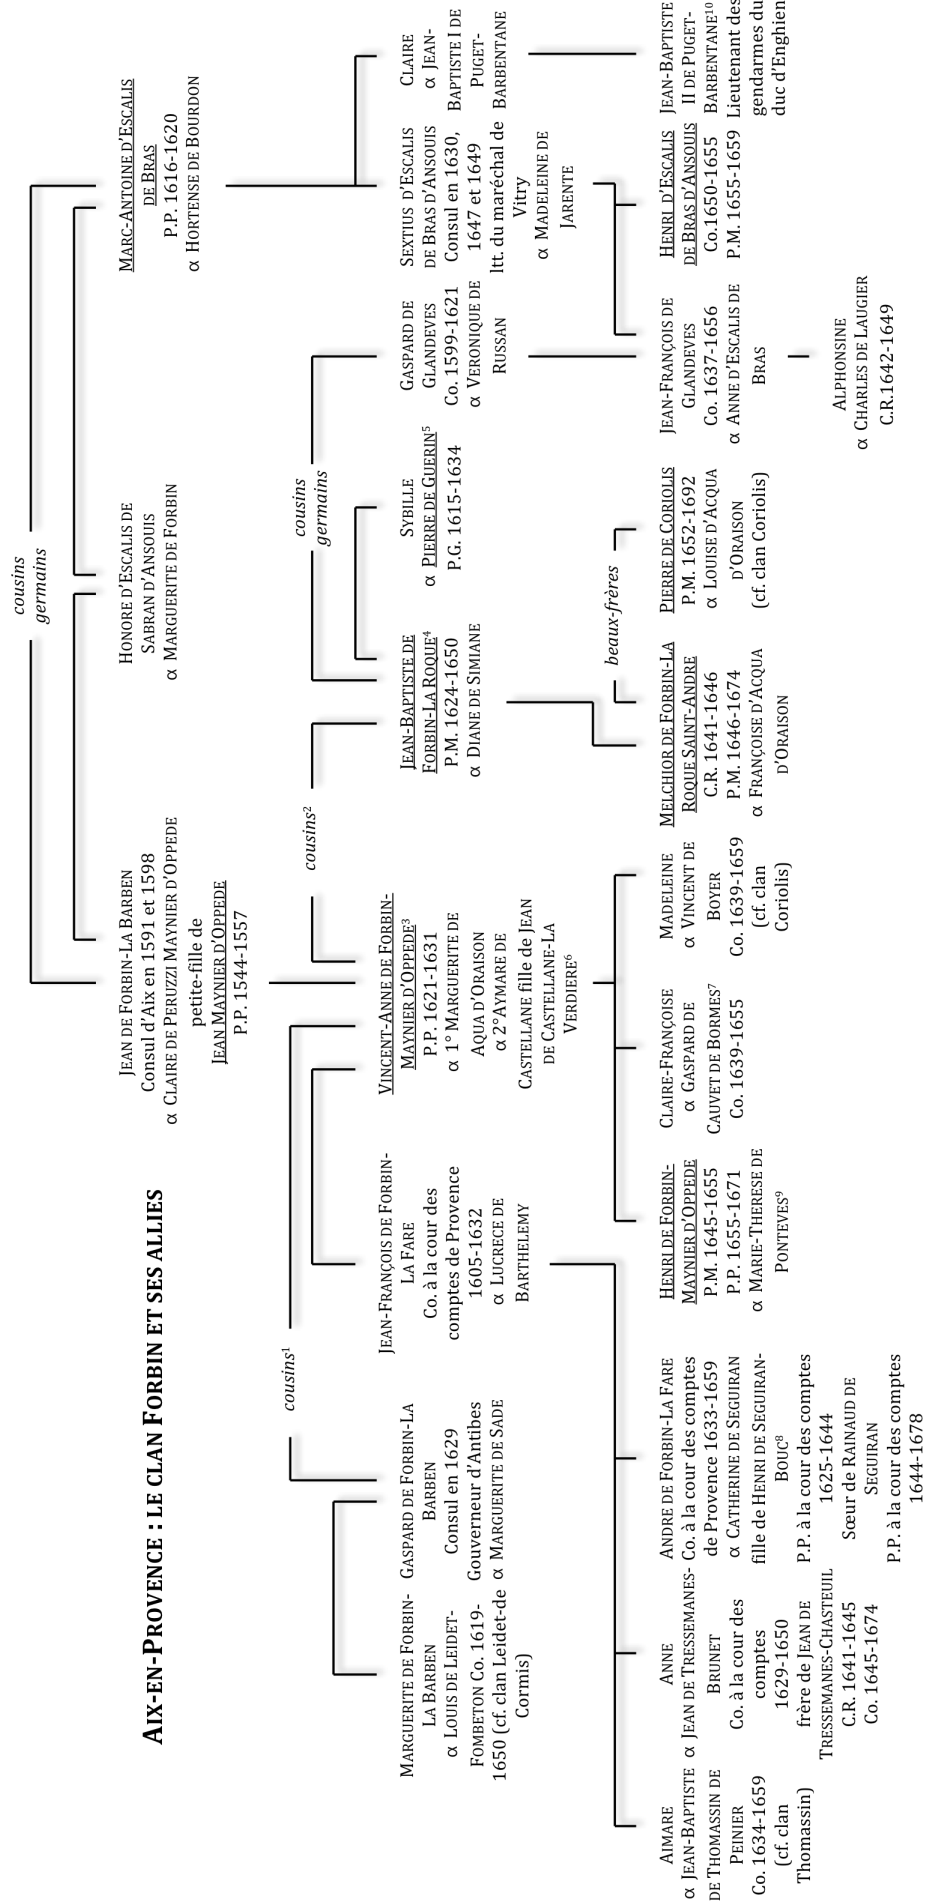 AIX-EN-PROVENCE : LE CLAN FORBIN ET SES ALLIES
cousins
germains
JEAN DE FORBIN-LA BARBEN
Consul d'Aix en 1591 et 1598
α CLAIRE DE PERUZZI MAYNIER D'OPPEDE
petite-fille de
JEAN MAYNIER D'OPPEDE
P.P. 1544-1557
HONORE D'ESCALIS DE
SABRAN D'ANSOUIS
α MARGUERITE DE FORBIN
MARC-ANTOINE D'ESCALIS
DE BRAS
P.P. 1616-1620
α HORTENSE DE BOURDON
cousins¹
cousins²
cousins
germains
MARGUERITE DE FORBIN-
LA BARBEN
α LOUIS DE LEIDET-
FOMBETON Co. 1619-
1650 (cf. clan Leidet-de
Cormis)
GASPARD DE FORBIN-LA
BARBEN
Consul en 1629
Gouverneur d'Antibes
α MARGUERITE DE SADE
JEAN-FRANÇOIS DE FORBIN-
LA FARE
Co. à la cour des
comptes de Provence
1605-1632
α LUCRECE DE
BARTHELEMY
VINCENT-ANNE DE FORBIN-
MAYNIER D'OPPEDE³
P.P. 1621-1631
α 1° MARGUERITE DE
AQUA D'ORAISON
α 2°AYMARE DE
CASTELLANE fille de JEAN
DE CASTELLANE-LA
VERDIERE⁶
JEAN-BAPTISTE DE
FORBIN-LA ROQUE⁴
P.M. 1624-1650
α DIANE DE SIMIANE
SYBILLE
α PIERRE DE GUERIN⁵
P.G. 1615-1634
GASPARD DE
GLANDEVES
Co. 1599-1621
α VERONIQUE DE
RUSSAN
SEXTIUS D'ESCALIS
DE BRAS D'ANSOUIS
Consul en 1630,
1647 et 1649
ltt. du maréchal de
Vitry
α MADELEINE DE
JARENTE
CLAIRE
α JEAN-
BAPTISTE I DE
PUGET-
BARBENTANE
beaux-frères
AIMARE
α JEAN-BAPTISTE
DE THOMASSIN DE
PEINIER
Co. 1634-1659
(cf. clan
Thomassin)
ANNE
α JEAN DE TRESSEMANES-
BRUNET
Co. à la cour des
comptes
1629-1650
frère de JEAN DE
TRESSEMANES-CHASTEUIL
C.R. 1641-1645
Co. 1645-1674
ANDRE DE FORBIN-LA FARE
Co. à la cour des comptes
de Provence 1633-1659
α CATHERINE DE SEGUIRAN
fille de HENRI DE SEGUIRAN-
BOUC⁸
P.P. à la cour des comptes
1625-1644
Sœur de RAINAUD DE
SEGUIRAN
P.P. à la cour des comptes
1644-1678
HENRI DE FORBIN-
MAYNIER D'OPPEDE
P.M. 1645-1655
P.P. 1655-1671
α MARIE-THERESE DE
PONTEVES⁹
CLAIRE-FRANÇOISE
α GASPARD DE
CAUVET DE BORMES⁷
Co. 1639-1655
MADELEINE
α VINCENT DE
BOYER
Co. 1639-1659
(cf. clan
Coriolis)
MELCHIOR DE FORBIN-LA
ROQUE SAINT-ANDRE
C.R. 1641-1646
P.M. 1646-1674
α FRANÇOISE D'ACQUA
D'ORAISON
PIERRE DE CORIOLIS
P.M. 1652-1692
α LOUISE D'ACQUA
D'ORAISON
(cf. clan Coriolis)
JEAN-FRANÇOIS DE
GLANDEVES
Co. 1637-1656
α ANNE D'ESCALIS DE
BRAS
HENRI D'ESCALIS
DE BRAS D'ANSOUIS
Co.1650-1655
P.M. 1655-1659
JEAN-BAPTISTE
II DE PUGET-
BARBENTANE¹⁰
Lieutenant des
gendarmes du
duc d'Enghien
ALPHONSINE
α CHARLES DE LAUGIER
C.R.1642-1649